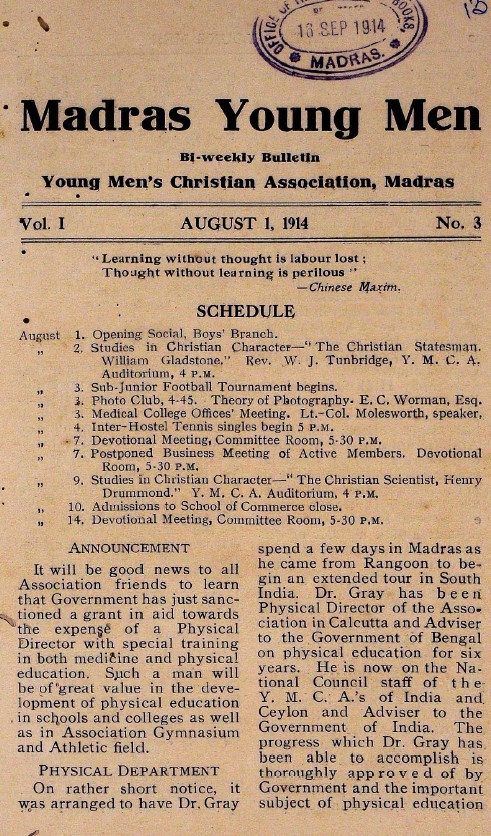 OFFICE OF THE
BOOKS,
16 SEP 1914
MADRAS.
Madras Young Men
Bi-weekly Bulletin
Young Men's Christian Association, Madras
Vol. I AUGUST 1, 1914 No. 3
"Learning without thought is labour lost;
Thought without learning is perilous"
—Chinese Maxim.
SCHEDULE
August 1. Opening Social, Boys' Branch.
„ 2. Studies in Christian Character—"The Christian Statesman.
William Gladstone." Rev. W. J. Tunbridge, Y. M. C. A.
Auditorium, 4 P.M.
„ 3. Sub-Junior Football Tournament begins.
„ 3. Photo Club, 4-45. Theory of Photography. E. C. Worman, Esq.
„ 3. Medical College Offices' Meeting. Lt.-Col. Molesworth, speaker,
„ 4. Inter-Hostel Tennis singles begin 5 P.M.
„ 7. Devotional Meeting, Committee Room, 5-30 P.M.
„ 7. Postponed Business Meeting of Active Members. Devotional
Room, 5-30 P.M.
„ 9. Studies in Christian Character—"The Christian Scientist, Henry
Drummond." Y. M. C. A. Auditorium, 4 P.M.
„ 10. Admissions to School of Commerce close.
„ 14. Devotional Meeting, Committee Room, 5-30 P.M.
ANNOUNCEMENT
It will be good news to all
Association friends to learn
that Government has just sanc-
tioned a grant in aid towards
the expense of a Physical
Director with special training
in both medicine and physical
education. Such a man will
be of great value in the deve-
lopment of physical education
in schools and colleges as well
as in Association Gymnasium
and Athletic field.
PHYSICAL DEPARTMENT
On rather short notice, it
was arranged to have Dr. Gray
spend a few days in Madras as
he came from Rangoon to be-
gin an extended tour in South
India. Dr. Gray has been
Physical Director of the Asso-
ciation in Calcutta and Adviser
to the Government of Bengal
on physical education for six
years. He is now on the Na-
tional Council staff of the
Y. M. C. A.'s of India and
Ceylon and Adviser to the
Government of India. The
progress which Dr. Gray has
been able to accomplish is
thoroughly approved of by
Government and the important
subject of physical education